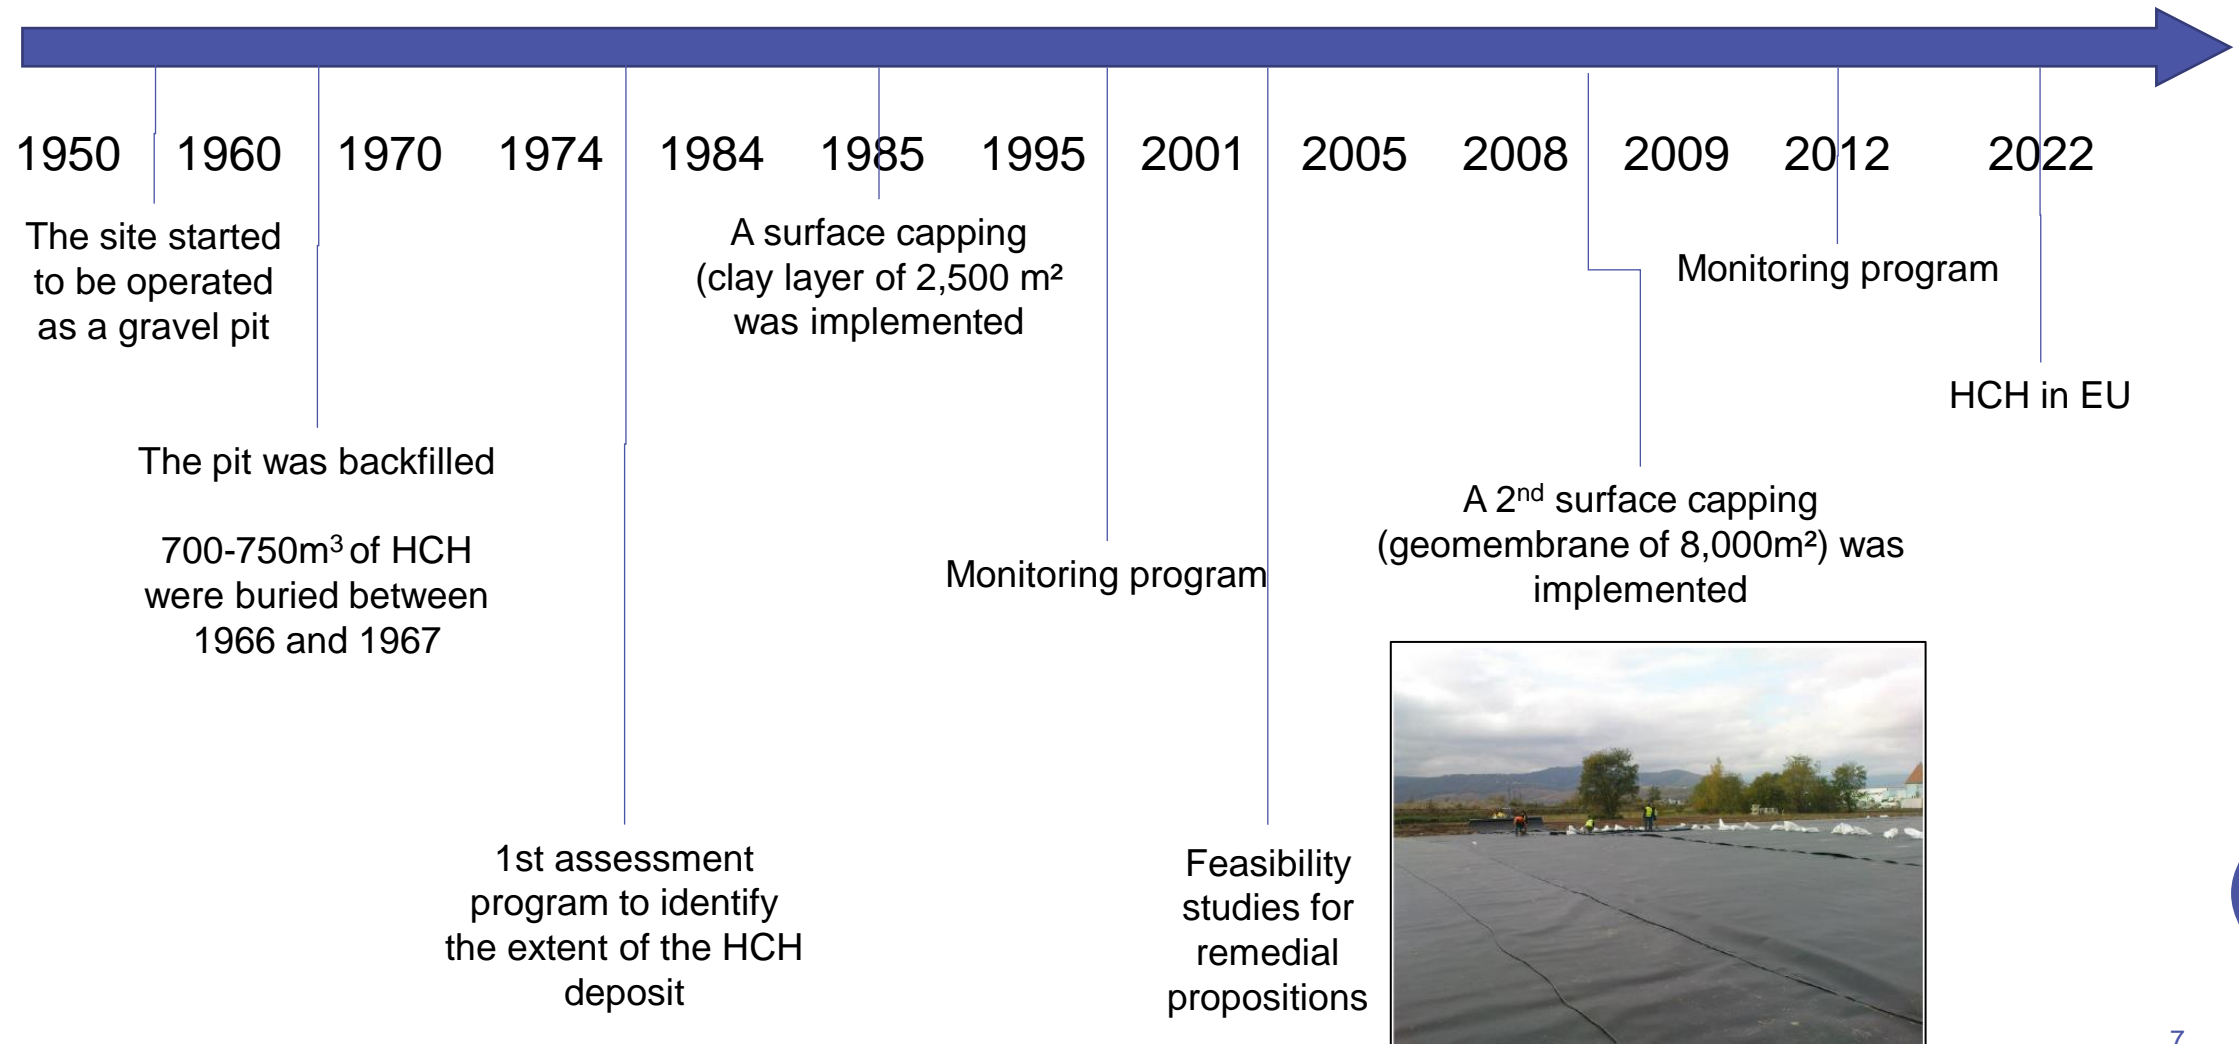 1950 1960 1970 1974 1984 1985 1995 2001 2005 2008 2009 2012 2022
The site started
to be operated
as a gravel pit
The pit was backfilled
700-750m³ of HCH
were buried between
1966 and 1967
1st assessment
program to identify
the extent of the HCH
deposit
A surface capping
(clay layer of 2,500 m²
was implemented
Monitoring program
Feasibility
studies for
remedial
propositions
A 2nd surface capping
(geomembrane of 8,000m²) was
implemented
Monitoring program
HCH in EU
7